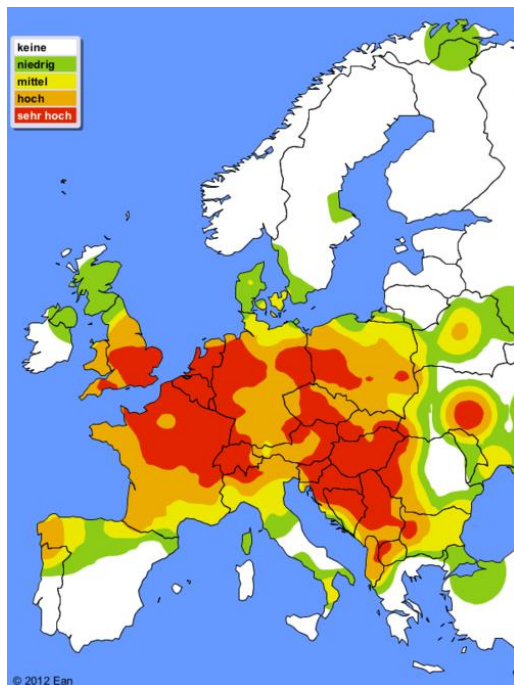 keine
niedrig
mittel
hoch
sehr hoch
© 2012 Ean